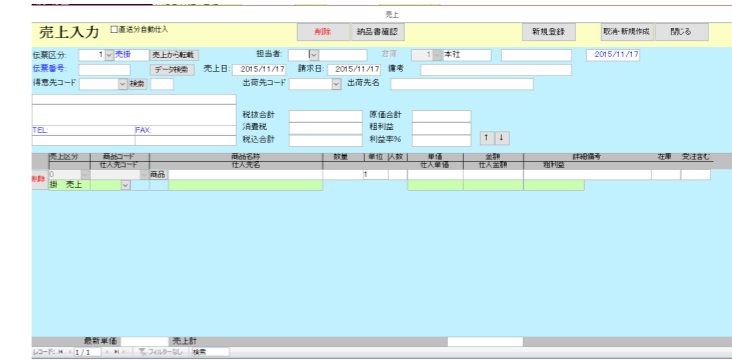 売上
売上入力 直送分自動仕入 削除 納品書確認 新規登録 取消・新規作成 閉じる
伝票区分: 1 売掛 売上から転載 担当者: 倉庫: 1 本社 2015/11/17
伝票番号: データ検索 売上日: 2015/11/17 請求日: 2015/11/17 備考
得意先コード 検索 出荷先コード 出荷先名
税抜合計 原価合計
TEL: FAX: 消費税 粗利益
税込合計 利益率% ↑ ↓
売上区分 商品コード 商品名称 数量 単位 入数 単価 金額 詳細備考 在庫 受注含む
仕入先コード 仕入先名 仕入単価 仕入金額 粗利益
削除 0 商品 1
掛 売上
最新単価 売上計
レコード: 1/1 フィルターなし 検索